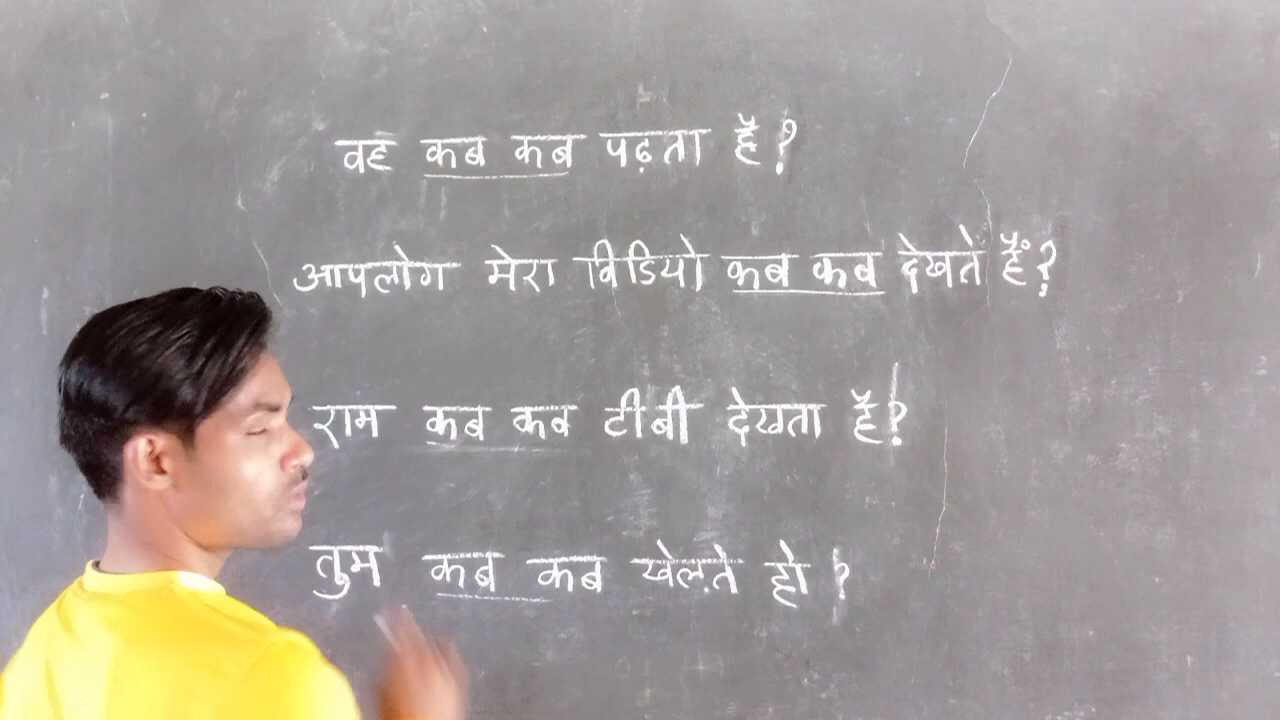 वह कब कब पढ़ता है?
आपलोग मेरा विडियो कब कब देखते हैं?
राम कब कब टीबी देखता है?
तुम कब कब खेलते हो?